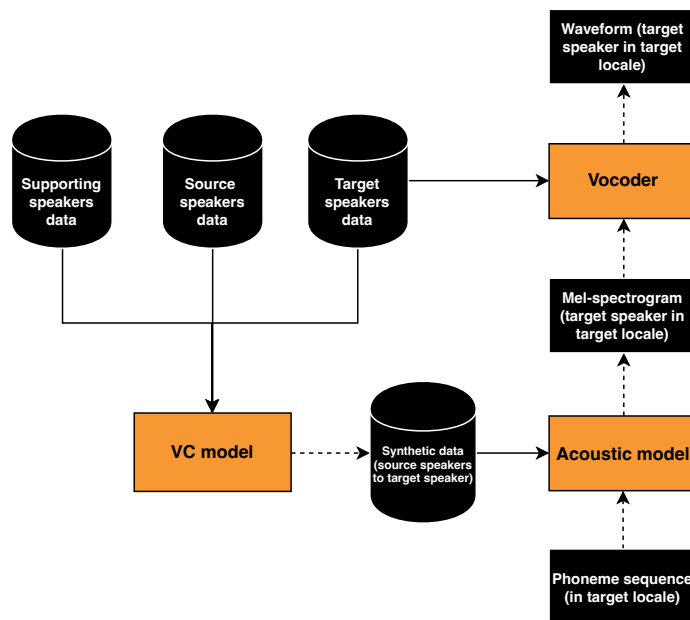 Waveform (target
speaker in target
locale)
Supporting
speakers
data
Source
speakers
data
Target
speakers
data
Vocoder
Mel-spectrogram
(target speaker in
target locale)
VC model
Synthetic data
(source speakers
to target speaker)
Acoustic model
Phoneme sequence
(in target locale)